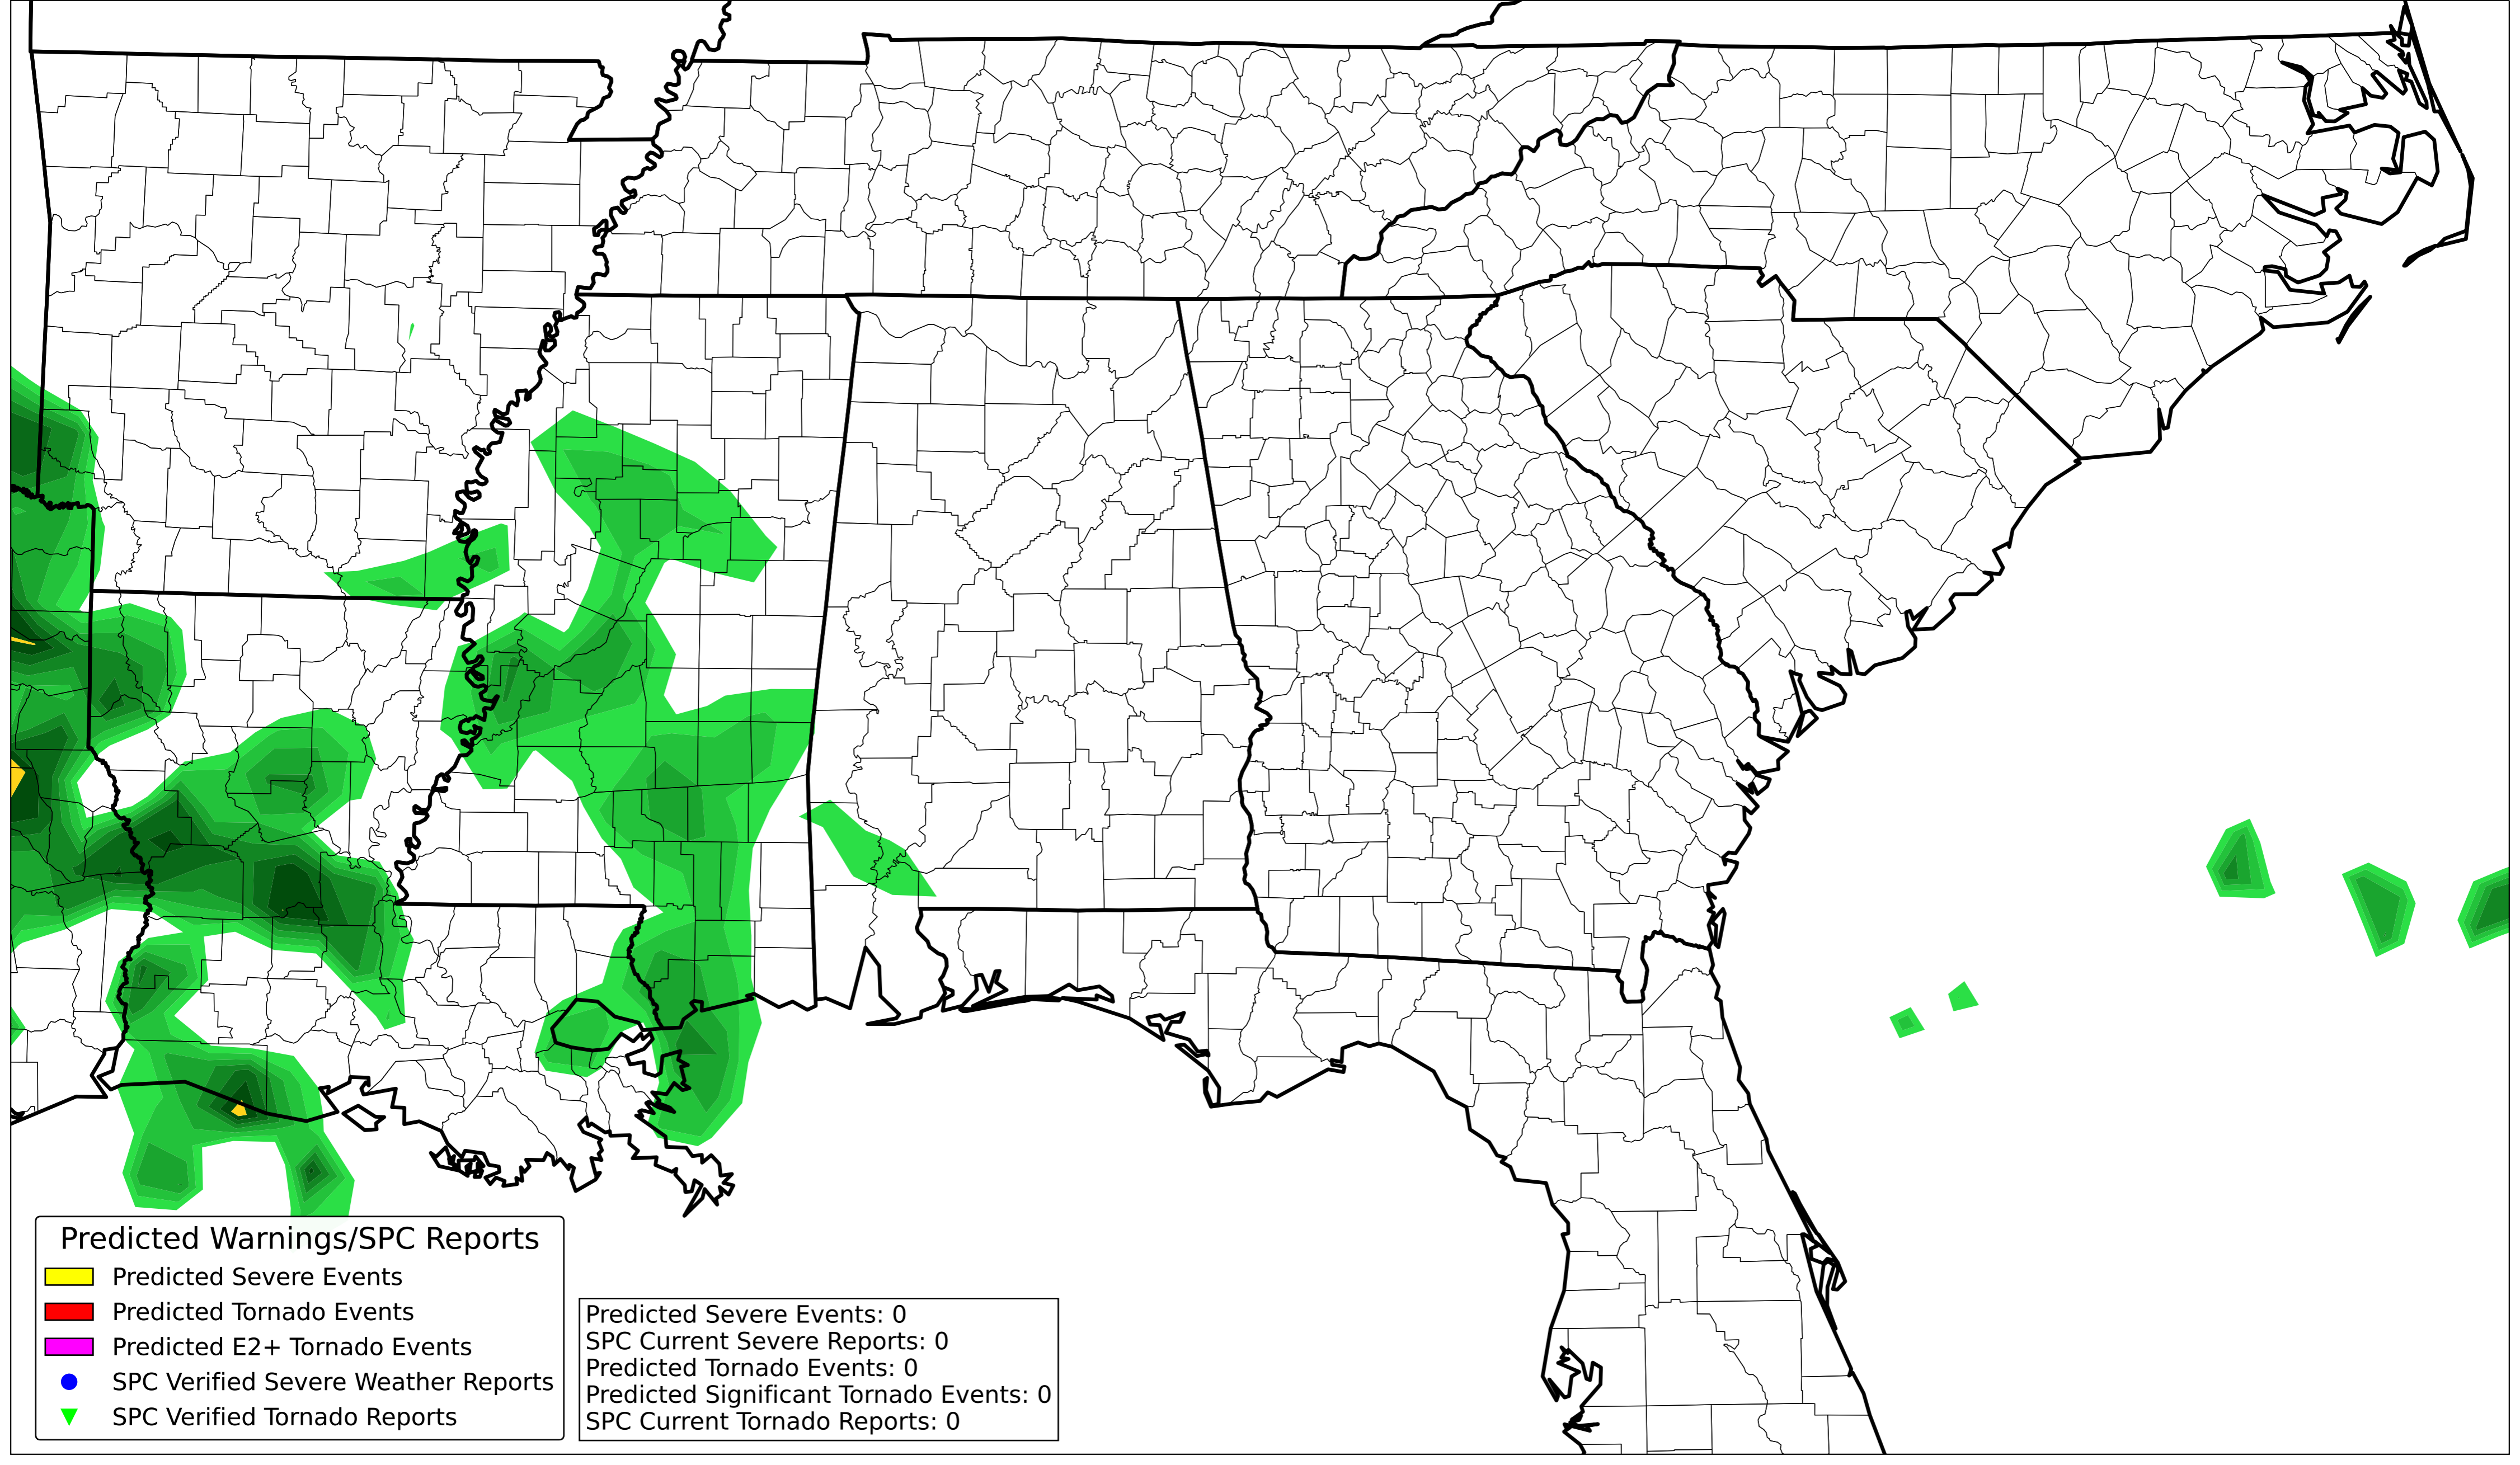 Predicted Warnings/SPC Reports
Predicted Severe Events
Predicted Tornado Events
Predicted E2+ Tornado Events
SPC Verified Severe Weather Reports
SPC Verified Tornado Reports
Predicted Severe Events: 0
SPC Current Severe Reports: 0
Predicted Tornado Events: 0
Predicted Significant Tornado Events: 0
SPC Current Tornado Reports: 0